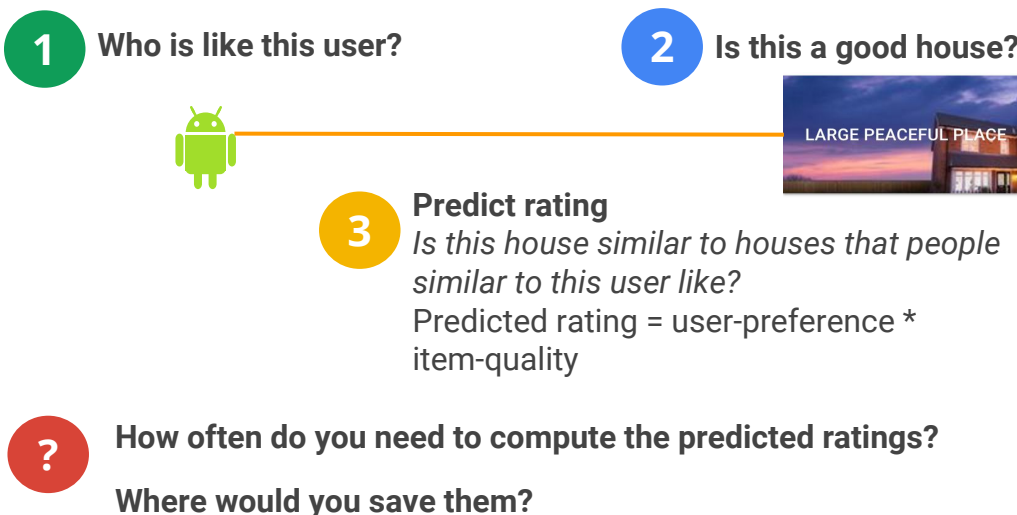 1 Who is like this user?
2 Is this a good house?
LARGE PEACEFUL PLACE
3 Predict rating
Is this house similar to houses that people
similar to this user like?
Predicted rating = user-preference *
item-quality
? How often do you need to compute the predicted ratings?
Where would you save them?